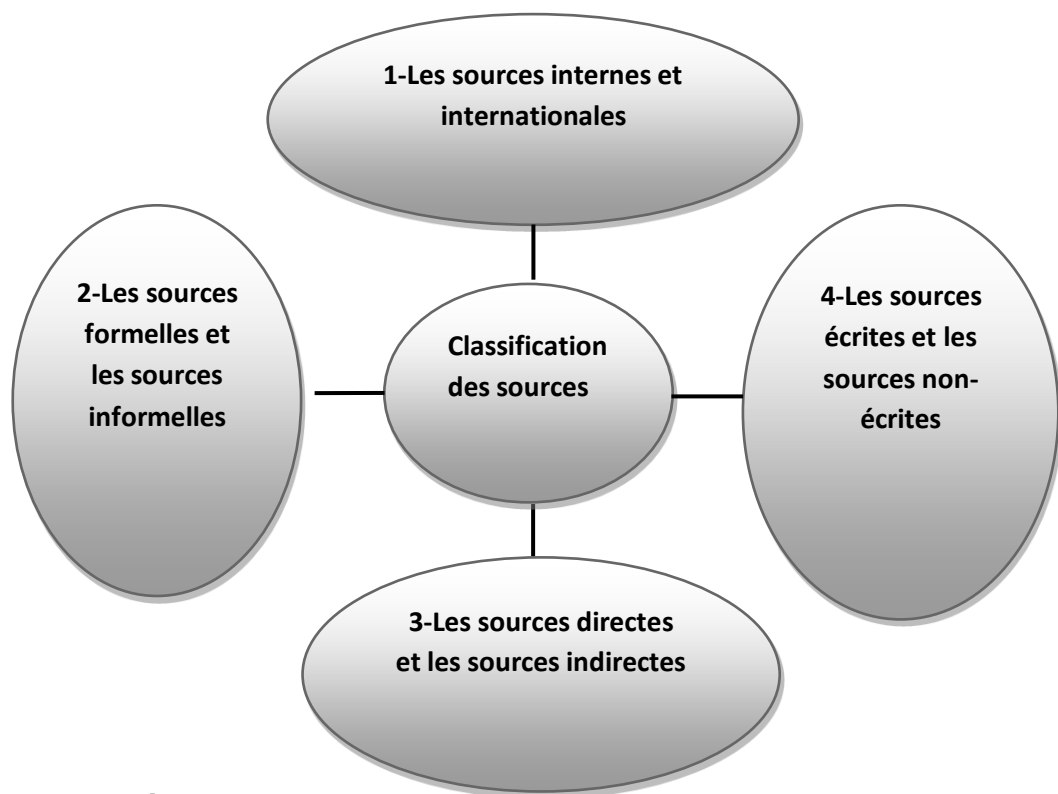 1-Les sources internes et
internationales
2-Les sources
formelles et
les sources
informelles
Classification
des sources
4-Les sources
écrites et les
sources non-
écrites
3-Les sources directes
et les sources indirectes